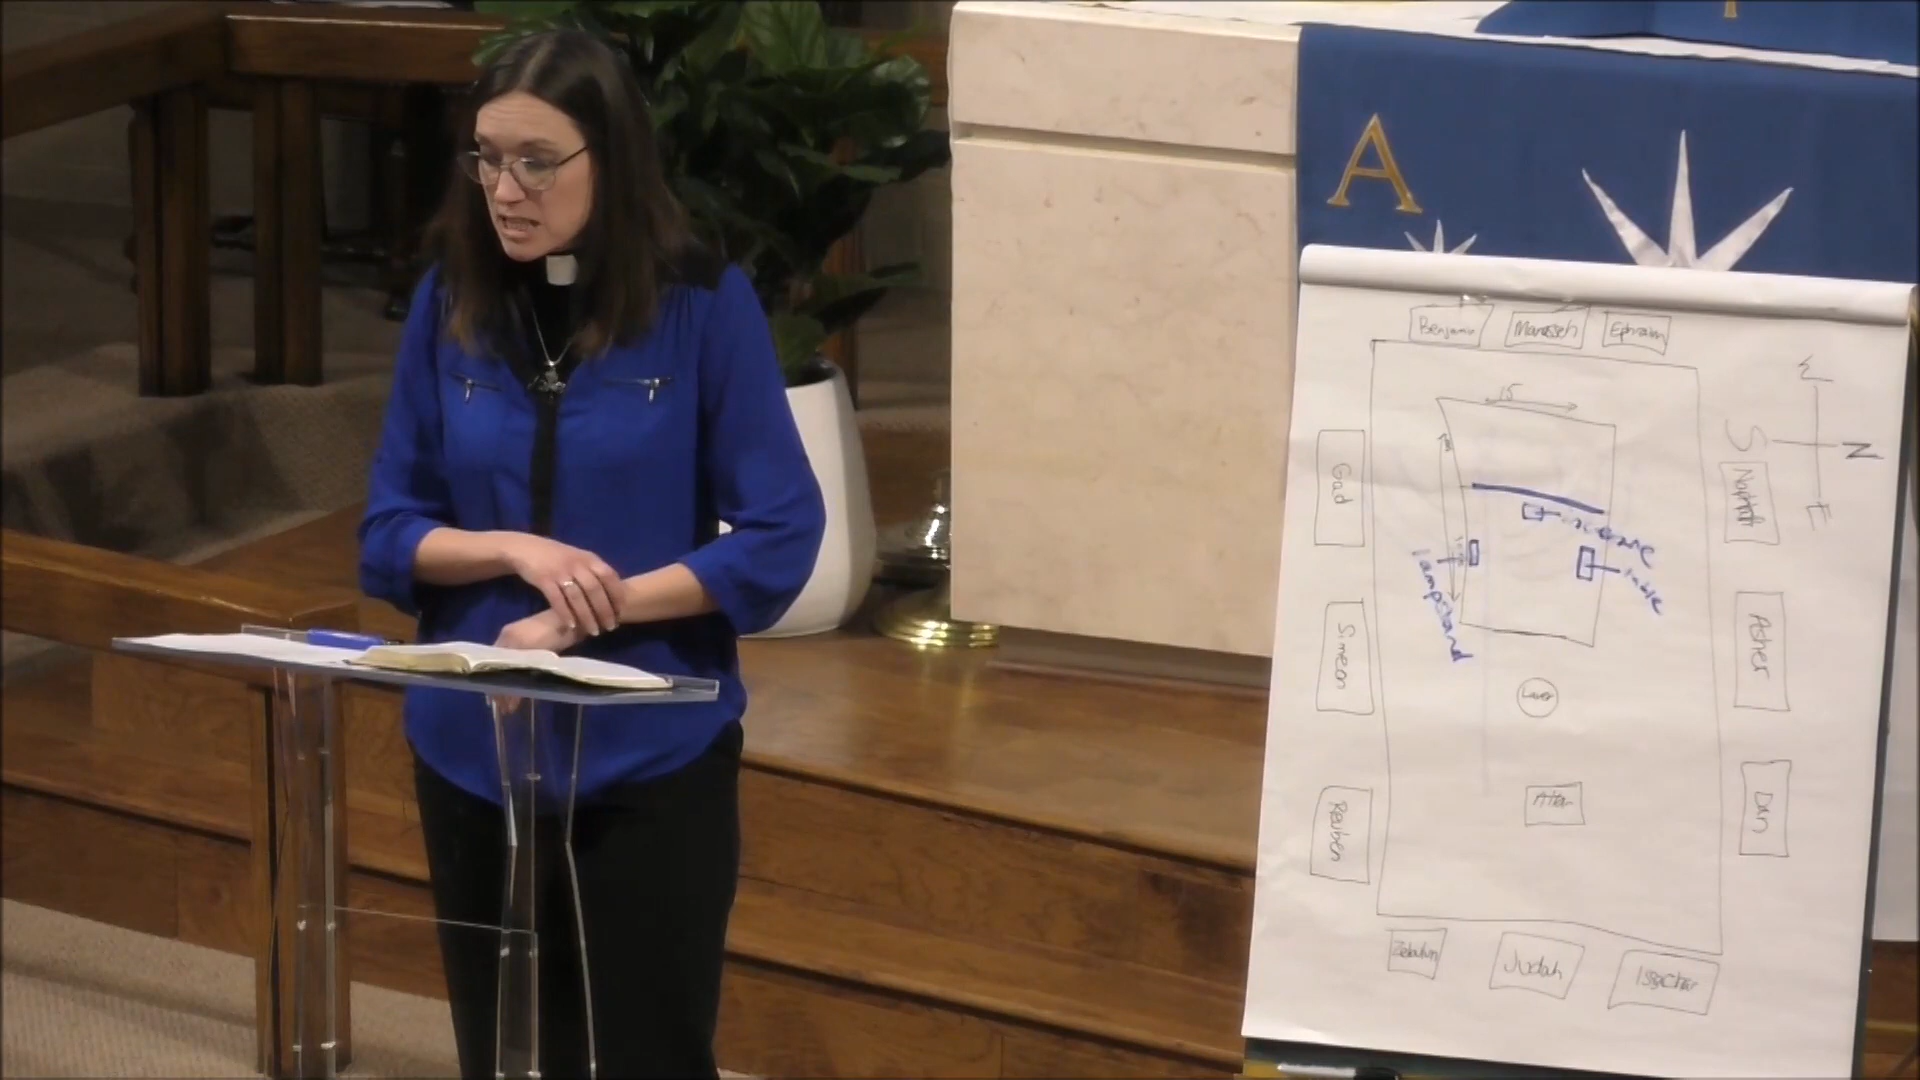 A
Benjamin Manasseh Ephraim
W
S N
E
15
Gad
Naphtali
incense
table
lampstand
Simeon
Asher
Laver
Altar
Reuben
Dan
Zebulun Judah Issachar